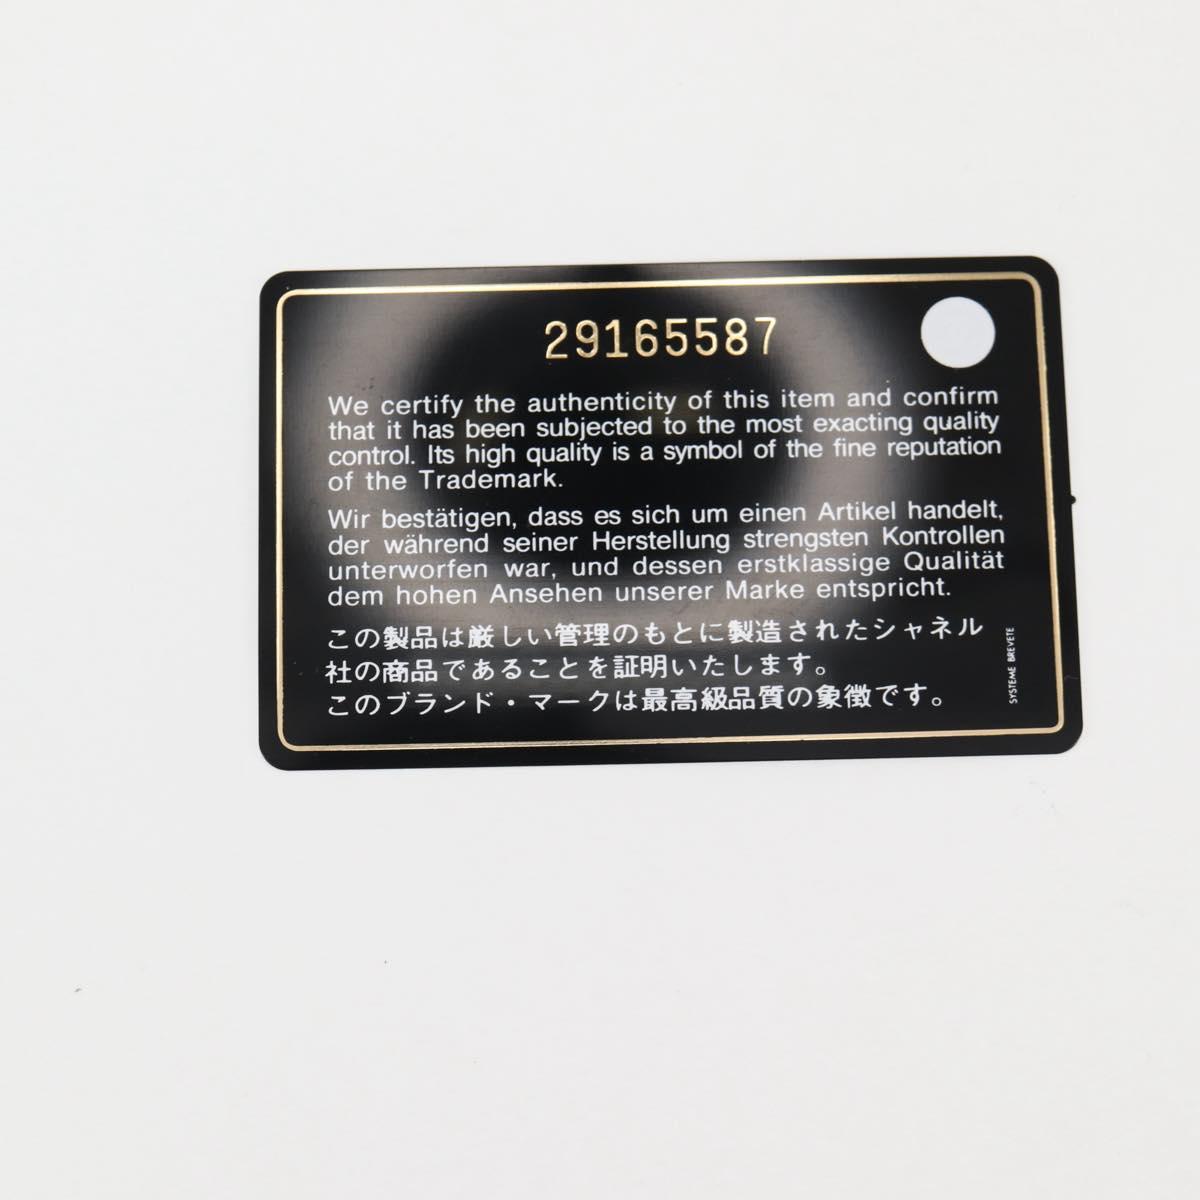 29165587
We certify the authenticity of this item and confirm
that it has been subjected to the most exacting quality
control. Its high quality is a symbol of the fine reputation
of the Trademark.
Wir bestätigen, dass es sich um einen Artikel handelt,
der während seiner Herstellung strengsten Kontrollen
unterworfen war, und dessen erstklassige Qualität
dem hohen Ansehen unserer Marke entspricht.
この製品は厳しい管理のもとに製造されたシャネル
社の商品であることを証明いたします。
このブランド・マークは最高級品質の象徴です。
SYSTEME BREVETE